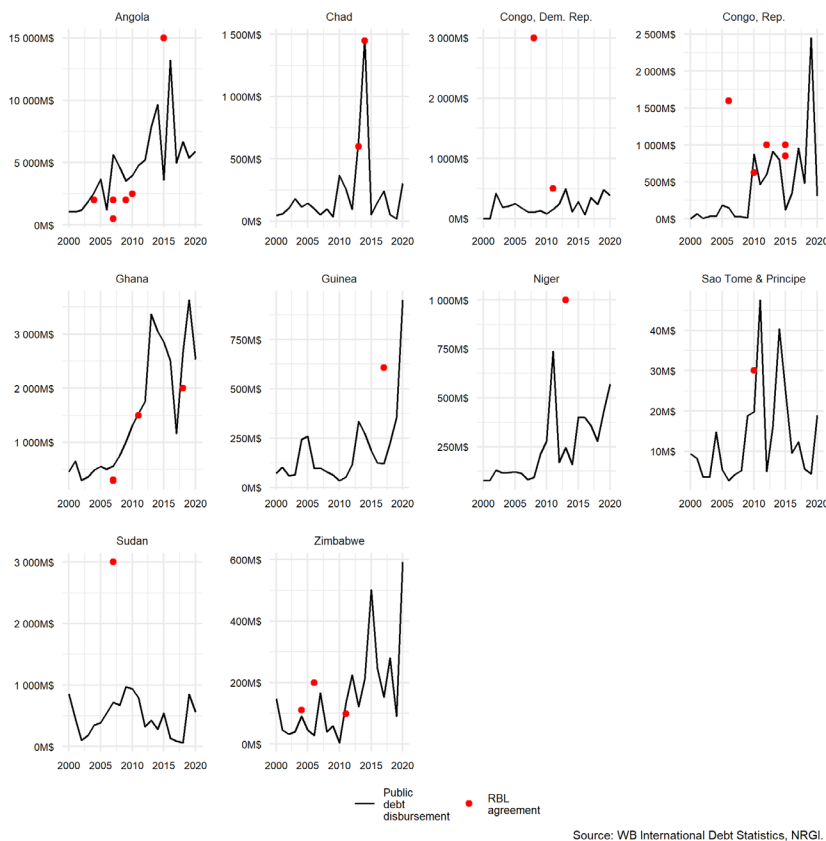 Angola
Chad
Congo, Dem. Rep.
Congo, Rep.
15 000M$
10 000M$
5 000M$
0M$
2000 2005 2010 2015 2020
1 500M$
1 000M$
500M$
0M$
2000 2005 2010 2015 2020
3 000M$
2 000M$
1 000M$
0M$
2000 2005 2010 2015 2020
2 500M$
2 000M$
1 500M$
1 000M$
500M$
0M$
2000 2005 2010 2015 2020
Ghana
Guinea
Niger
Sao Tome & Principe
3 000M$
2 000M$
1 000M$
2000 2005 2010 2015 2020
750M$
500M$
250M$
0M$
2000 2005 2010 2015 2020
1 000M$
750M$
500M$
250M$
2000 2005 2010 2015 2020
40M$
30M$
20M$
10M$
2000 2005 2010 2015 2020
Sudan
Zimbabwe
3 000M$
2 000M$
1 000M$
0M$
2000 2005 2010 2015 2020
600M$
400M$
200M$
0M$
2000 2005 2010 2015 2020
Public
debt
disbursement
RBL
agreement
Source: WB International Debt Statistics, NRGI.